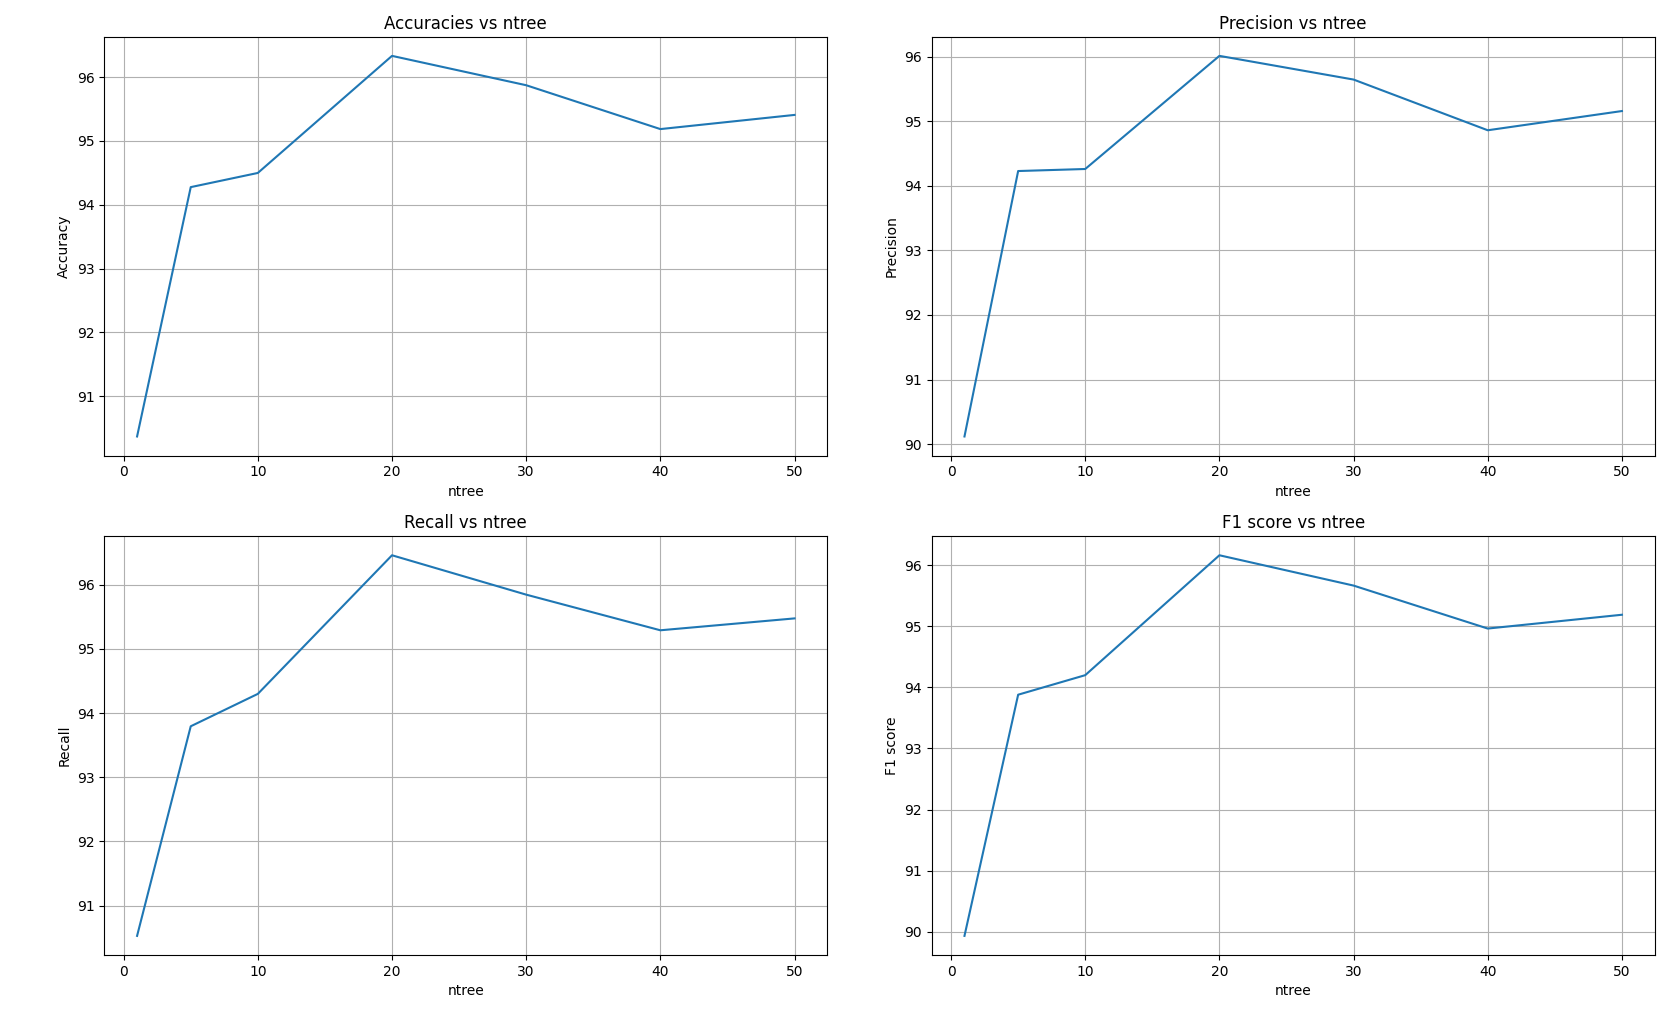 Accuracies vs ntree
96
95
94
93
92
91
Accuracy
0 10 20 30 40 50
ntree
Precision vs ntree
96
95
94
93
92
91
90
Precision
0 10 20 30 40 50
ntree
Recall vs ntree
96
95
94
93
92
91
Recall
0 10 20 30 40 50
ntree
F1 score vs ntree
96
95
94
93
92
91
90
F1 score
0 10 20 30 40 50
ntree